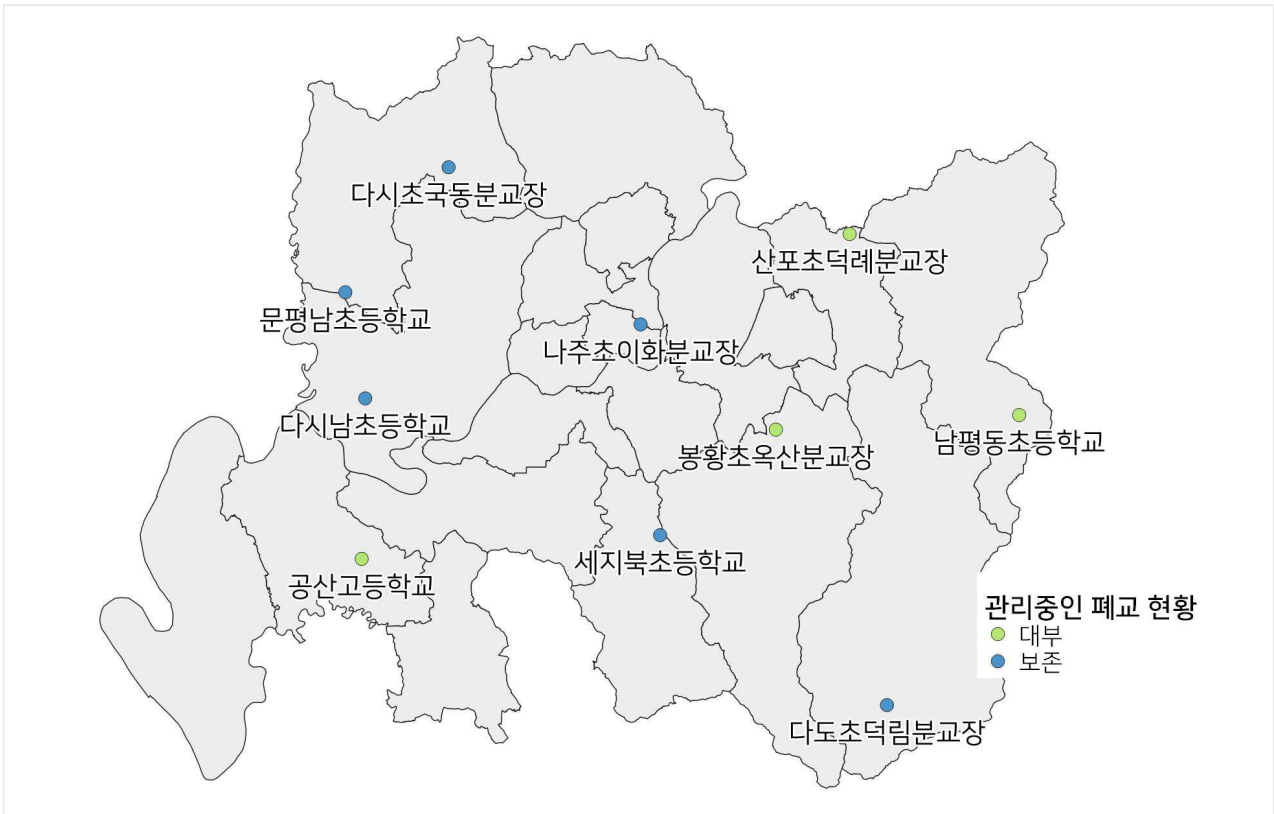 다시초국동분교장
산포초덕례분교장
문평남초등학교
나주초이화분교장
다시남초등학교
남평동초등학교
봉황초옥산분교장
세지북초등학교
공산고등학교
관리중인 폐교 현황
대부
보존
다도초덕림분교장